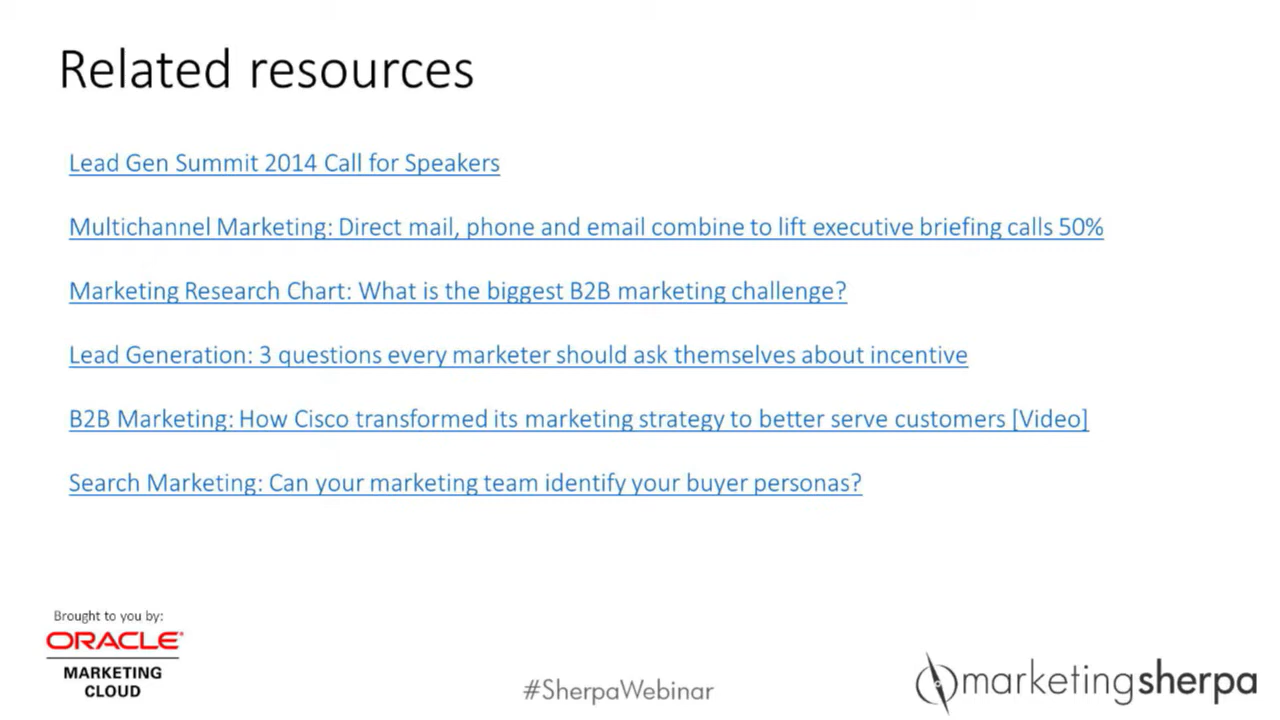 Related resources
Lead Gen Summit 2014 Call for Speakers
Multichannel Marketing: Direct mail, phone and email combine to lift executive briefing calls 50%
Marketing Research Chart: What is the biggest B2B marketing challenge?
Lead Generation: 3 questions every marketer should ask themselves about incentive
B2B Marketing: How Cisco transformed its marketing strategy to better serve customers [Video]
Search Marketing: Can your marketing team identify your buyer personas?
Brought to you by:
ORACLE®
MARKETING
CLOUD
#SherpaWebinar
marketingsherpa